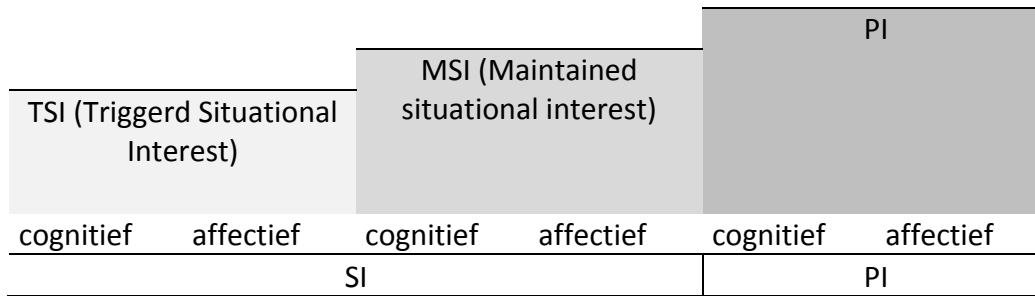 PI
MSI (Maintained
situational interest)
TSI (Triggerd Situational
Interest)
cognitief affectief cognitief affectief cognitief affectief
SI PI